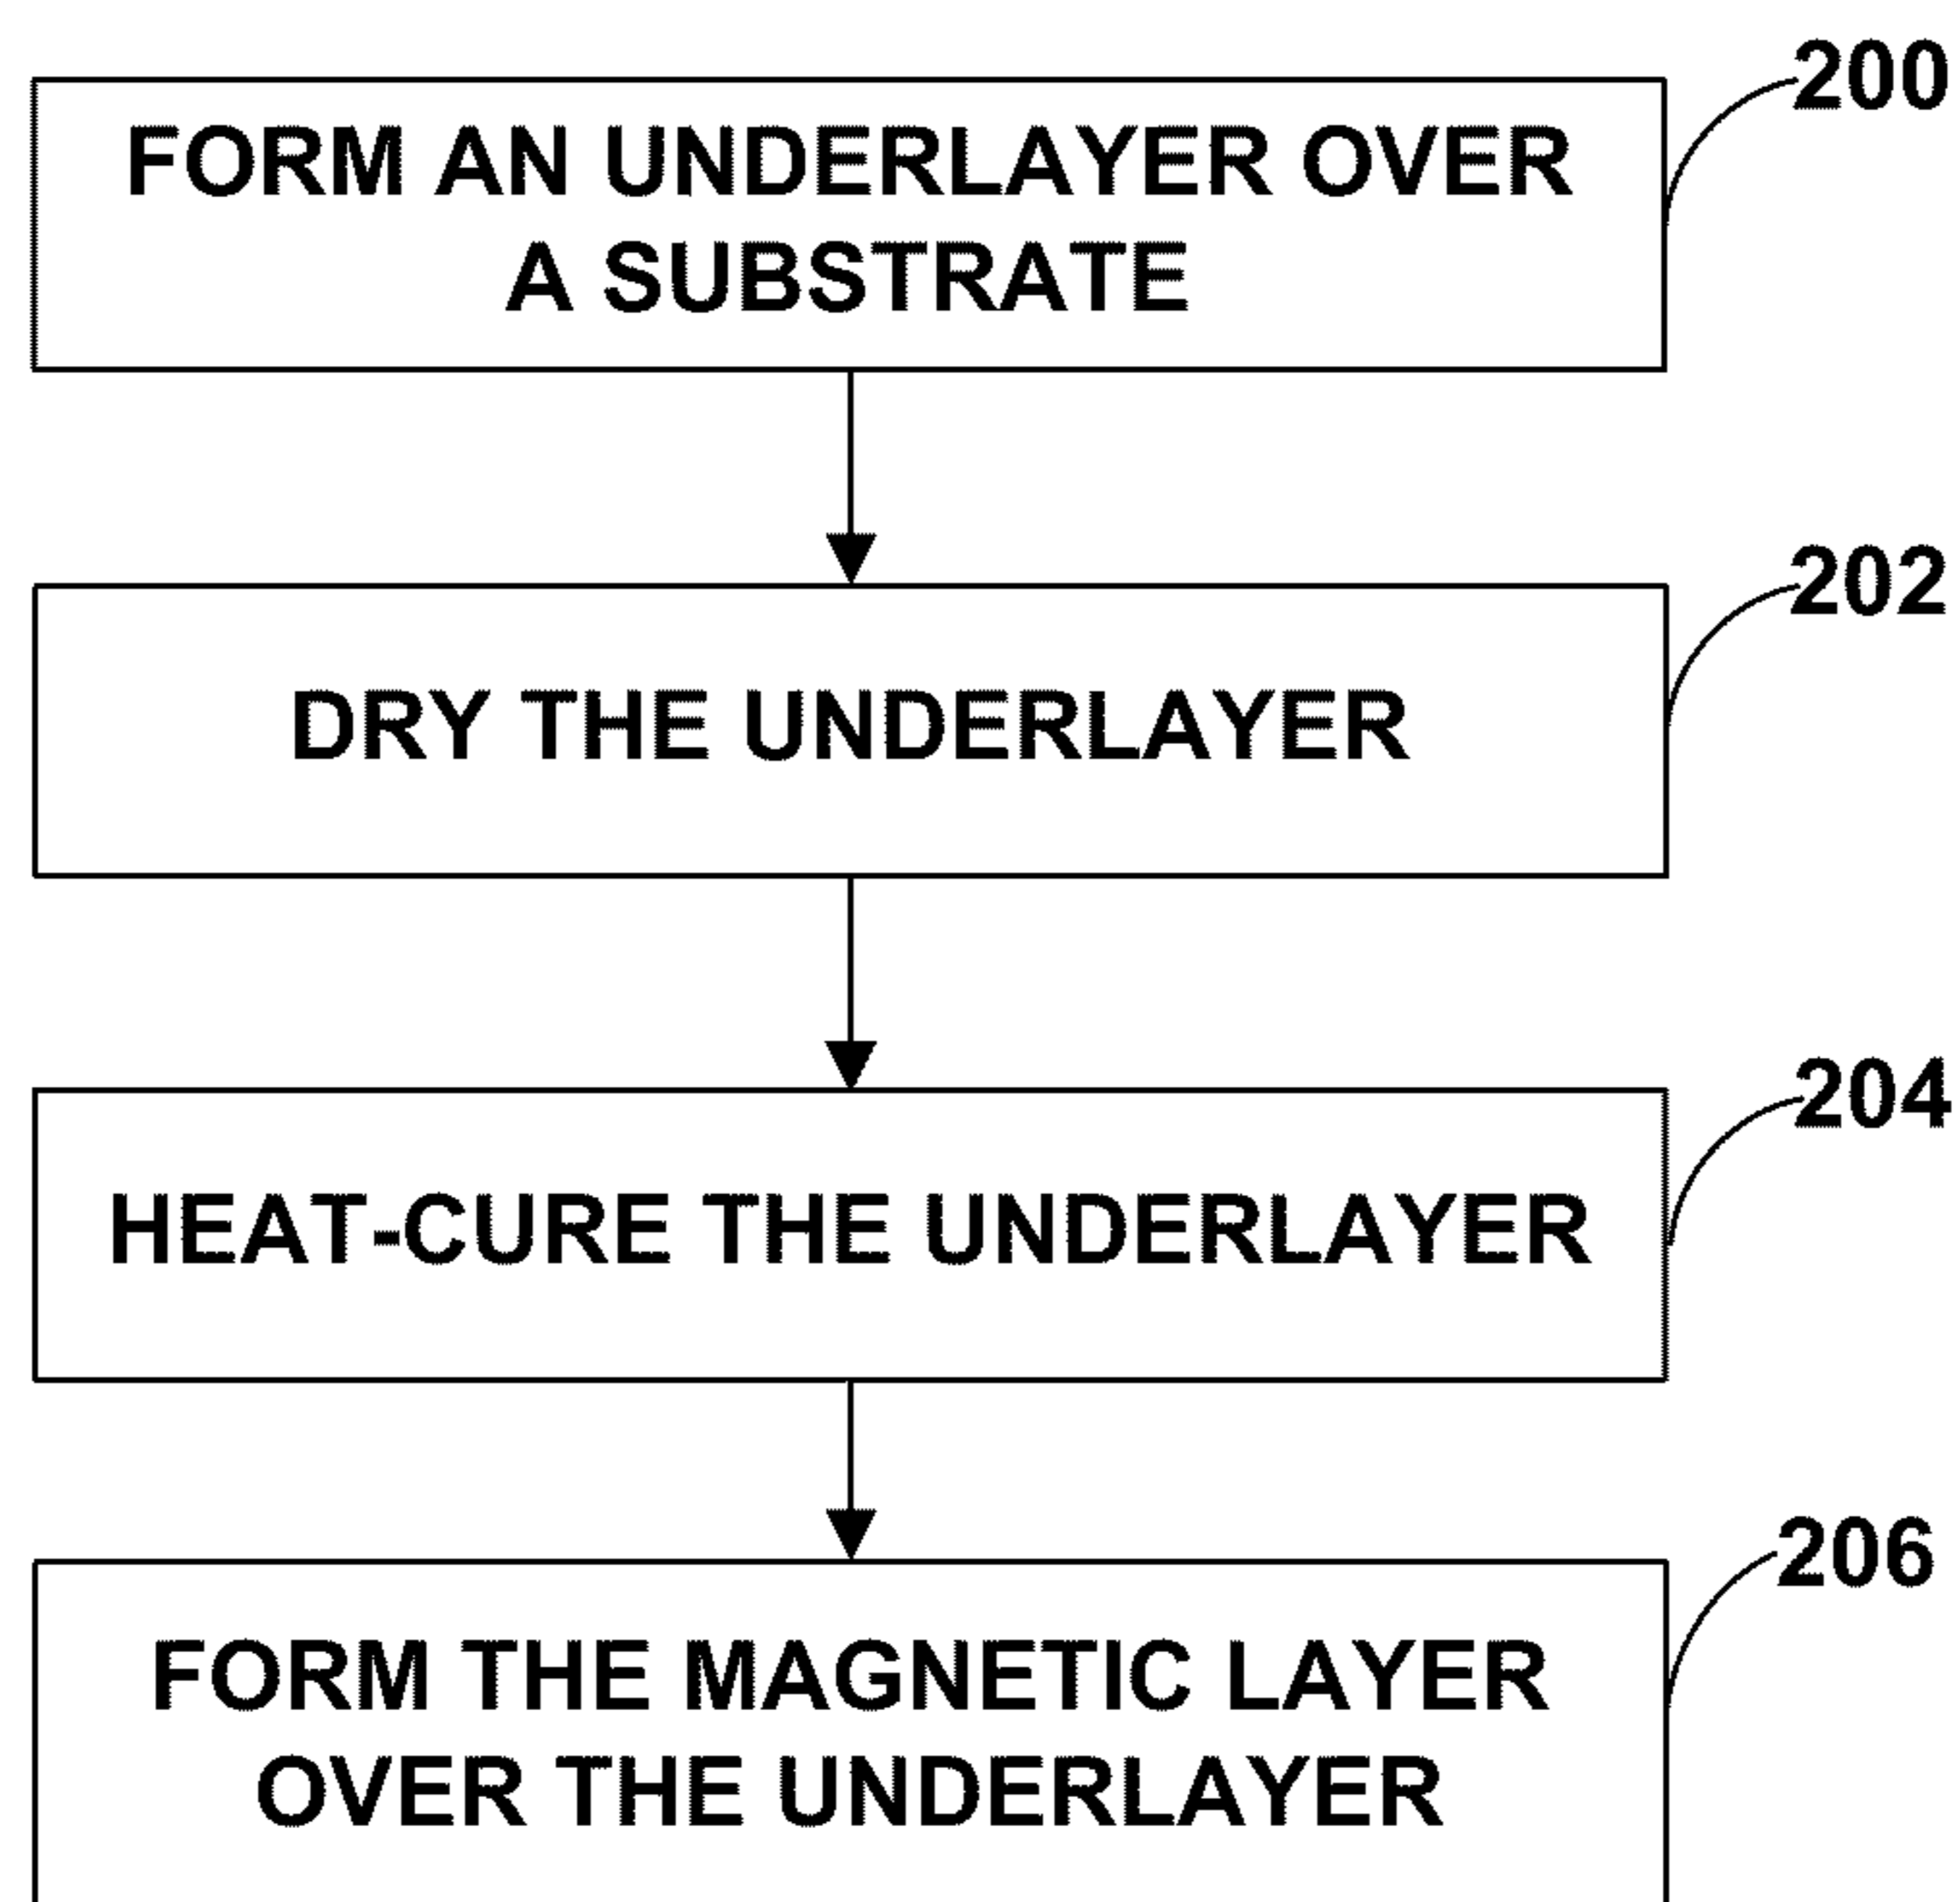 200
FORM AN UNDERLAYER OVER
A SUBSTRATE
202
DRY THE UNDERLAYER
204
HEAT-CURE THE UNDERLAYER
206
FORM THE MAGNETIC LAYER
OVER THE UNDERLAYER